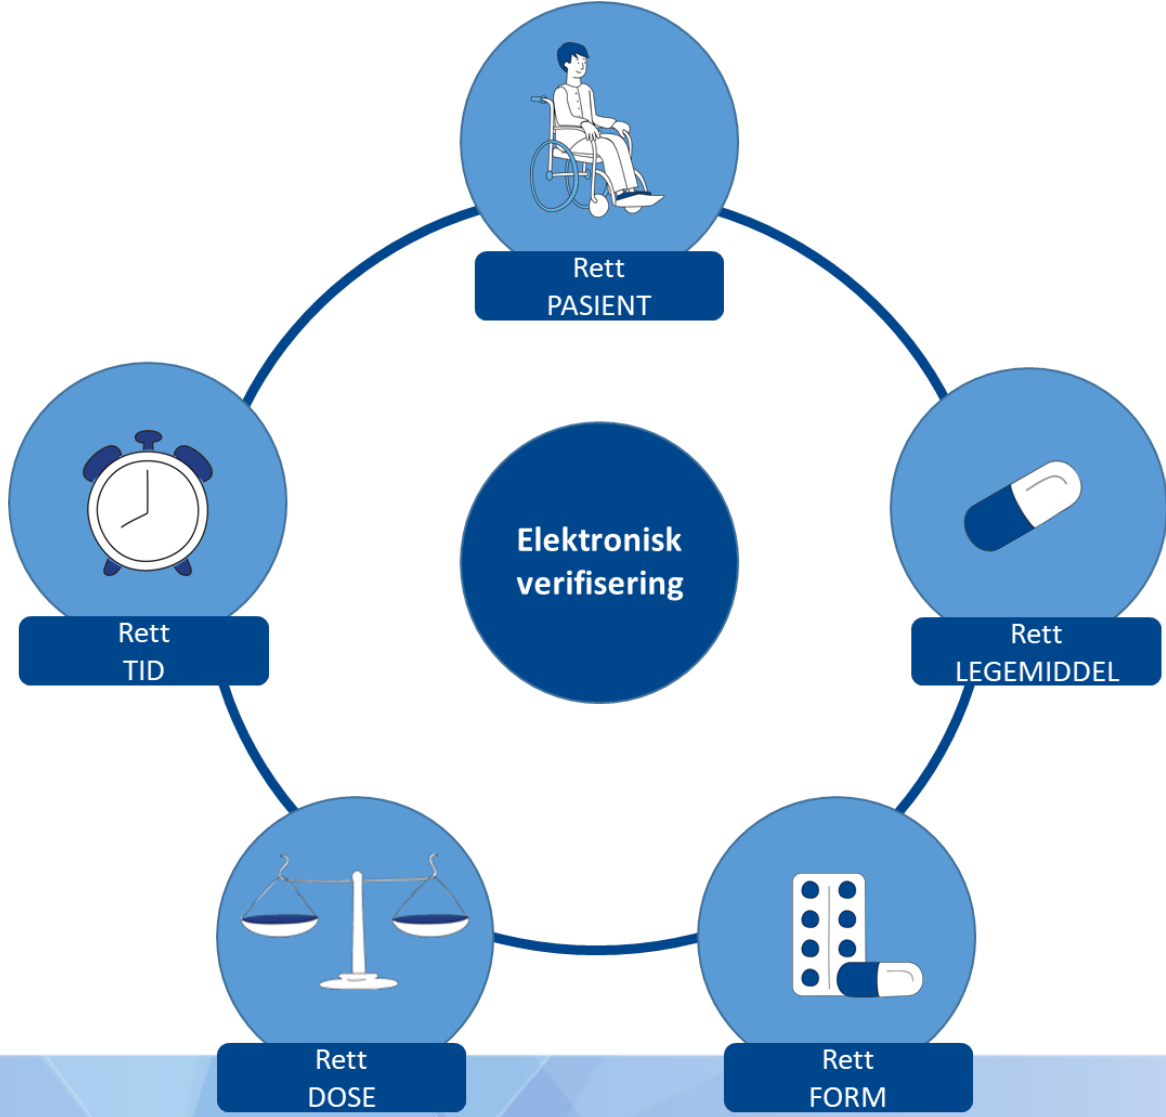 Rett
PASIENT
Rett
TID
Elektronisk
verifisering
Rett
LEGEMIDDEL
Rett
DOSE
Rett
FORM